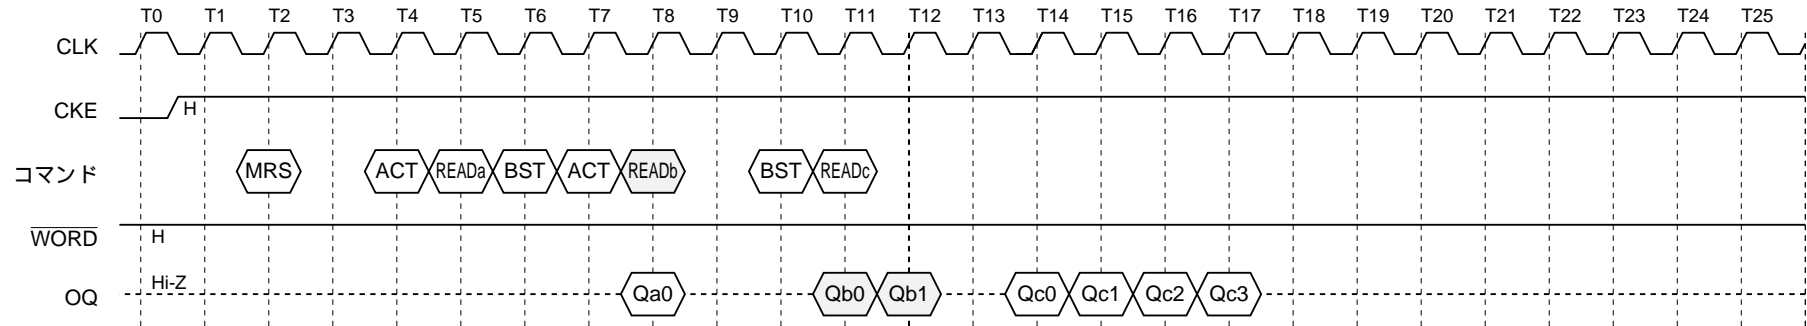 T0 T1 T2 T3 T4 T5 T6 T7 T8 T9 T10 T11 T12 T13 T14 T15 T16 T17 T18 T19 T20 T21 T22 T23 T24 T25
CLK
CKE H
コマンド MRS ACT READa BST ACT READb BST READc
WORD H
OQ Hi-Z Qa0 Qb0 Qb1 Qc0 Qc1 Qc2 Qc3